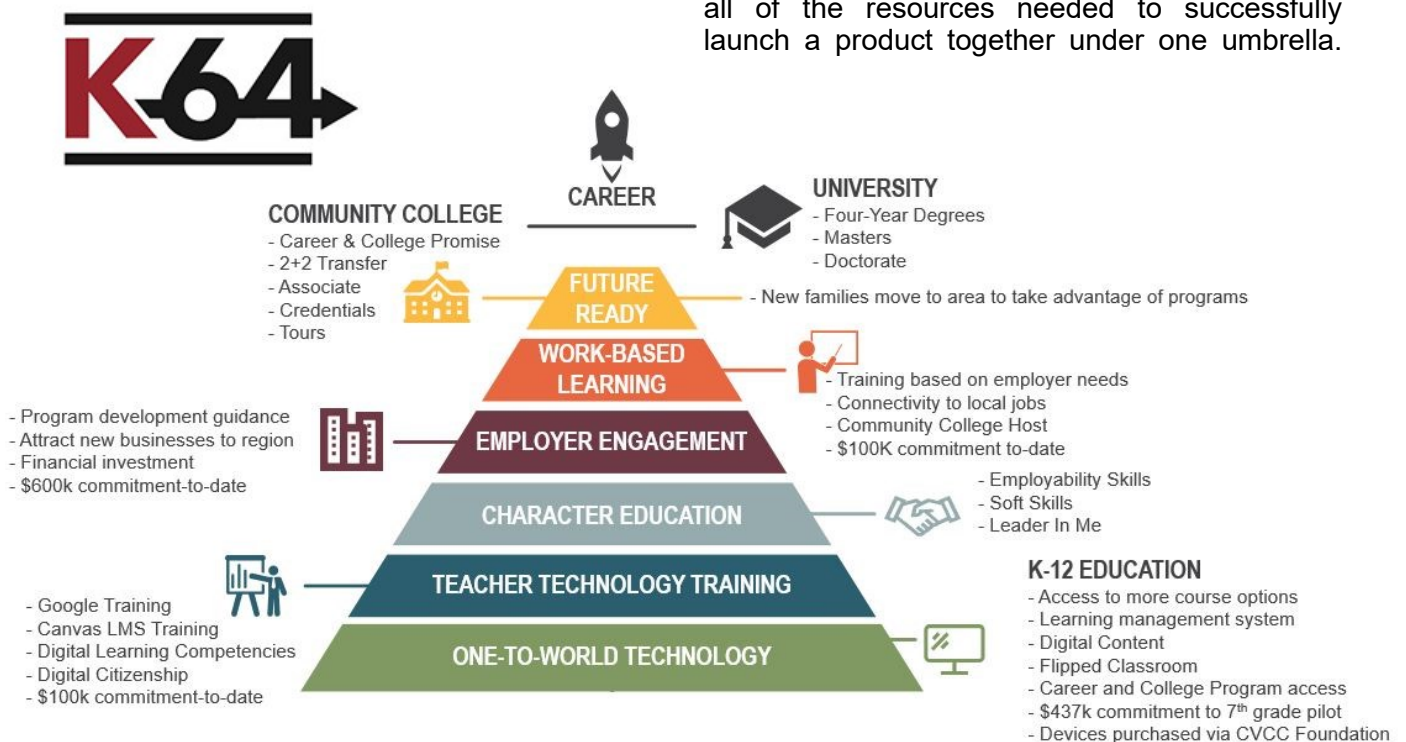 all of the resources needed to successfully
launch a product together under one umbrella.
K-64
CAREER
COMMUNITY COLLEGE
- Career & College Promise
- 2+2 Transfer
- Associate
- Credentials
- Tours
UNIVERSITY
- Four-Year Degrees
- Masters
- Doctorate
FUTURE
READY
- New families move to area to take advantage of programs
WORK-BASED
LEARNING
- Training based on employer needs
- Connectivity to local jobs
- Community College Host
- $100K commitment to-date
- Program development guidance
- Attract new businesses to region
- Financial investment
- $600k commitment-to-date
EMPLOYER ENGAGEMENT
CHARACTER EDUCATION
- Employability Skills
- Soft Skills
- Leader In Me
TEACHER TECHNOLOGY TRAINING
- Google Training
- Canvas LMS Training
- Digital Learning Competencies
- Digital Citizenship
- $100k commitment-to-date
ONE-TO-WORLD TECHNOLOGY
K-12 EDUCATION
- Access to more course options
- Learning management system
- Digital Content
- Flipped Classroom
- Career and College Program access
- $437k commitment to 7th grade pilot
- Devices purchased via CVCC Foundation